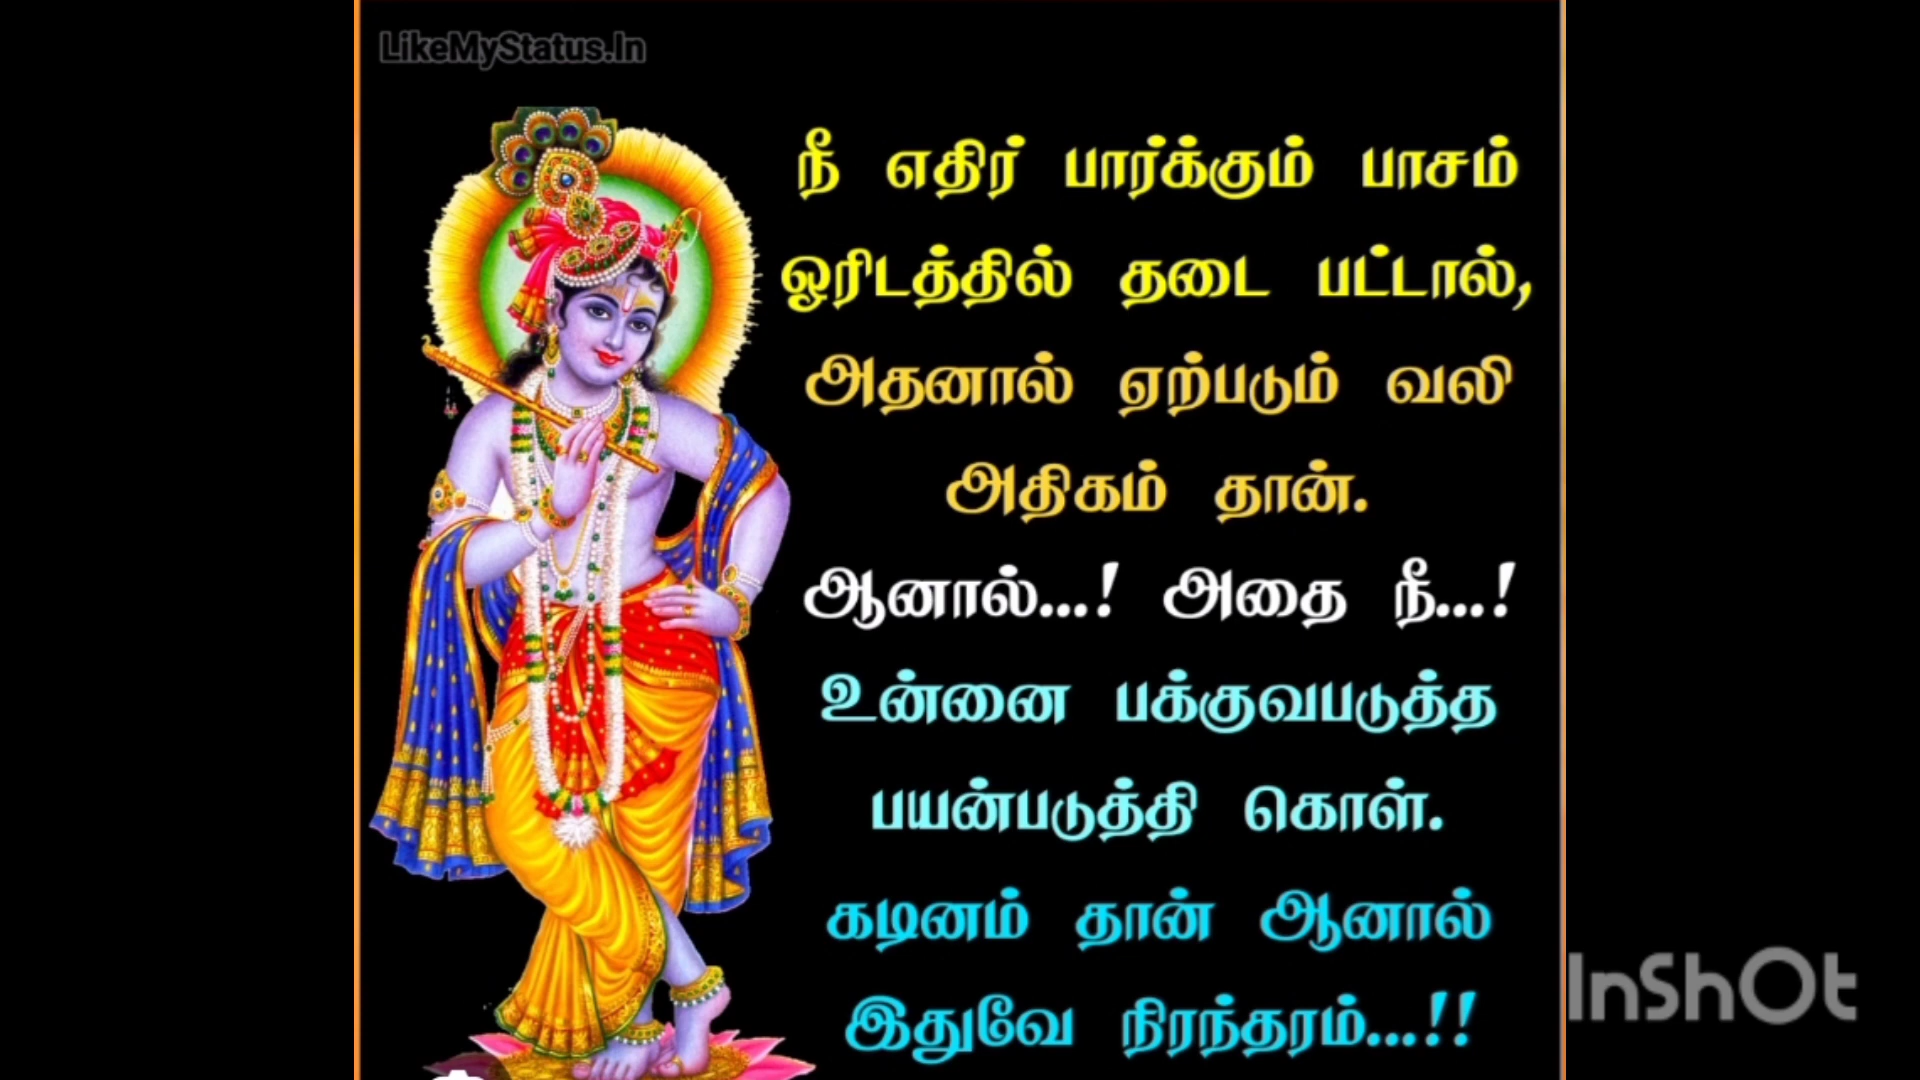 LikeMyStatus.In
நீ எதிர் பார்க்கும் பாசம்
ஓரிடத்தில் தடை பட்டால்,
அதனால் ஏற்படும் வலி
அதிகம் தான்.
ஆனால்...! அதை நீ...!
உன்னை பக்குவபடுத்த
பயன்படுத்தி கொள்.
கடினம் தான் ஆனால்
இதுவே நிரந்தரம்...!!
InShOt